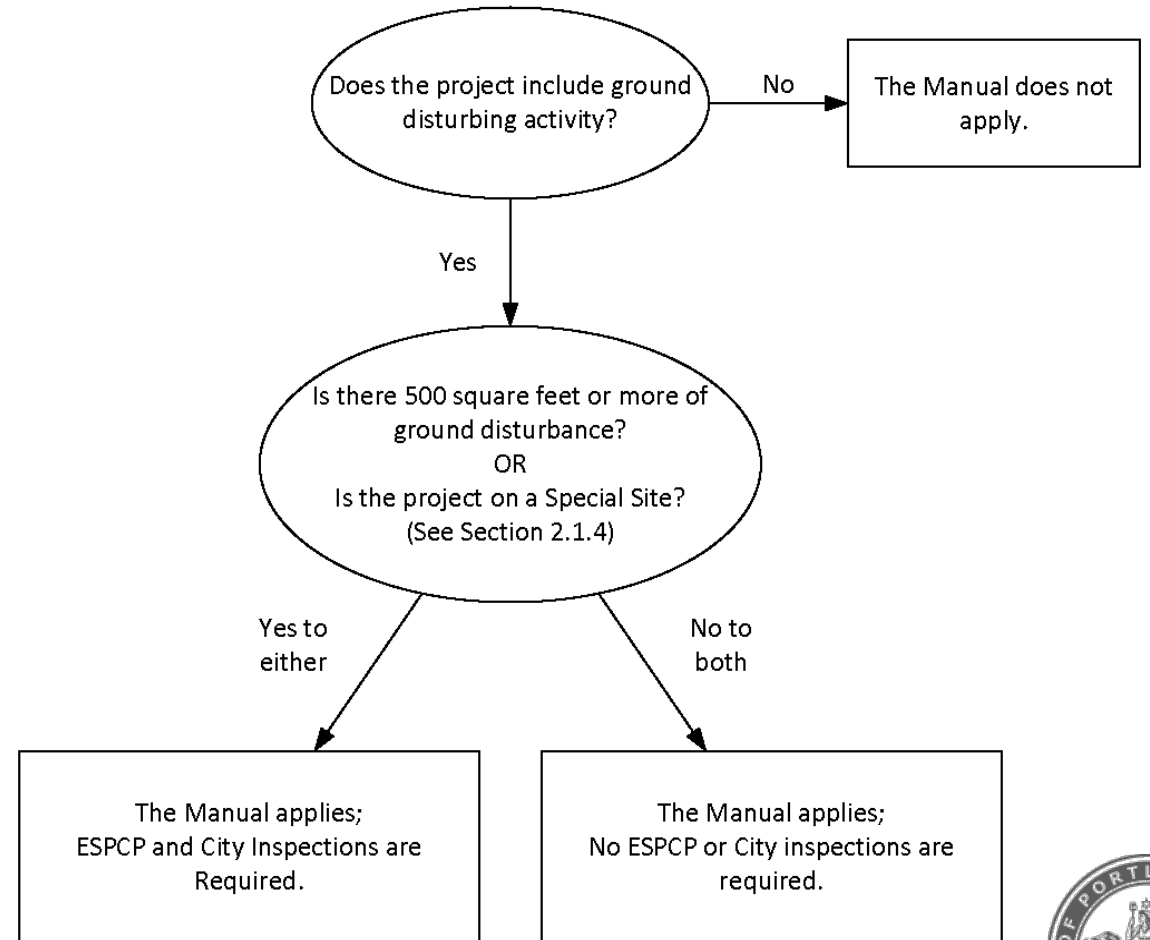 Does the project include ground
disturbing activity?
No
The Manual does not
apply.
Yes
Is there 500 square feet or more of
ground disturbance?
OR
Is the project on a Special Site?
(See Section 2.1.4)
Yes to
either
No to
both
The Manual applies;
ESPCP and City Inspections are
Required.
The Manual applies;
No ESPCP or City inspections are
required.
OF PORTL